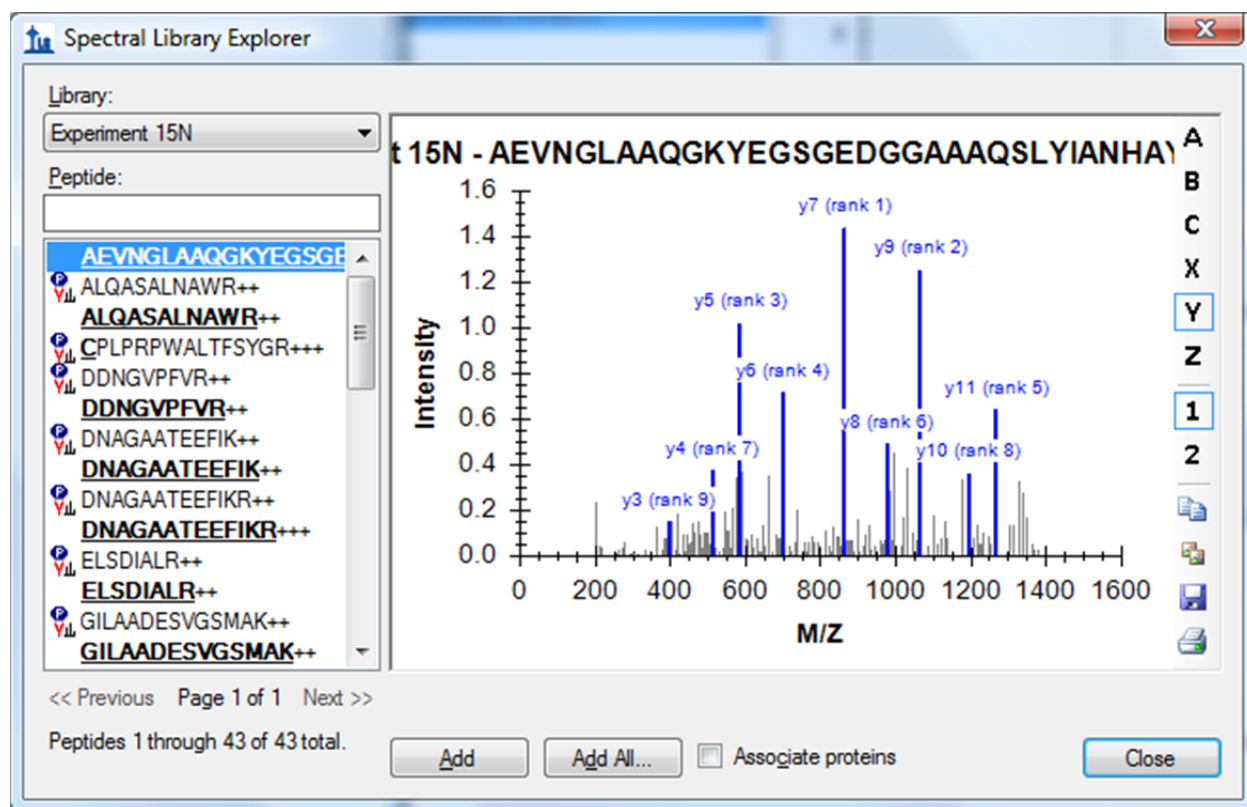 Spectral Library Explorer
Library:
Experiment 15N
Peptide:
AEVNGLAAQGKYEGSGE
ALQASALNAWR++
ALQASALNAWR++
CPLPRPWALTFSYGR+++
DDNGVPFVR++
DDNGVPFVR++
DNAGAATEEFIK++
DNAGAATEEFIK++
DNAGAATEEFIKR++
DNAGAATEEFIKR+++
ELSDIALR++
ELSDIALR++
GILAADESVGSMAK++
GILAADESVGSMAK++
<< Previous Page 1 of 1 Next >>
Peptides 1 through 43 of 43 total.
t 15N - AEVNGLAAQGKYEGSGEDGGAAAQSLYIANHAY
Intensity
1.6
1.4
1.2
1.0
0.8
0.6
0.4
0.2
0.0
y7 (rank 1)
y9 (rank 2)
y5 (rank 3)
y6 (rank 4)
y11 (rank 5)
y8 (rank 6)
y4 (rank 7)
y10 (rank 8)
y3 (rank 9)
0 200 400 600 800 1000 1200 1400 1600
M/Z
A
B
C
X
Y
Z
1
2
Add
Add All...
Associate proteins
Close